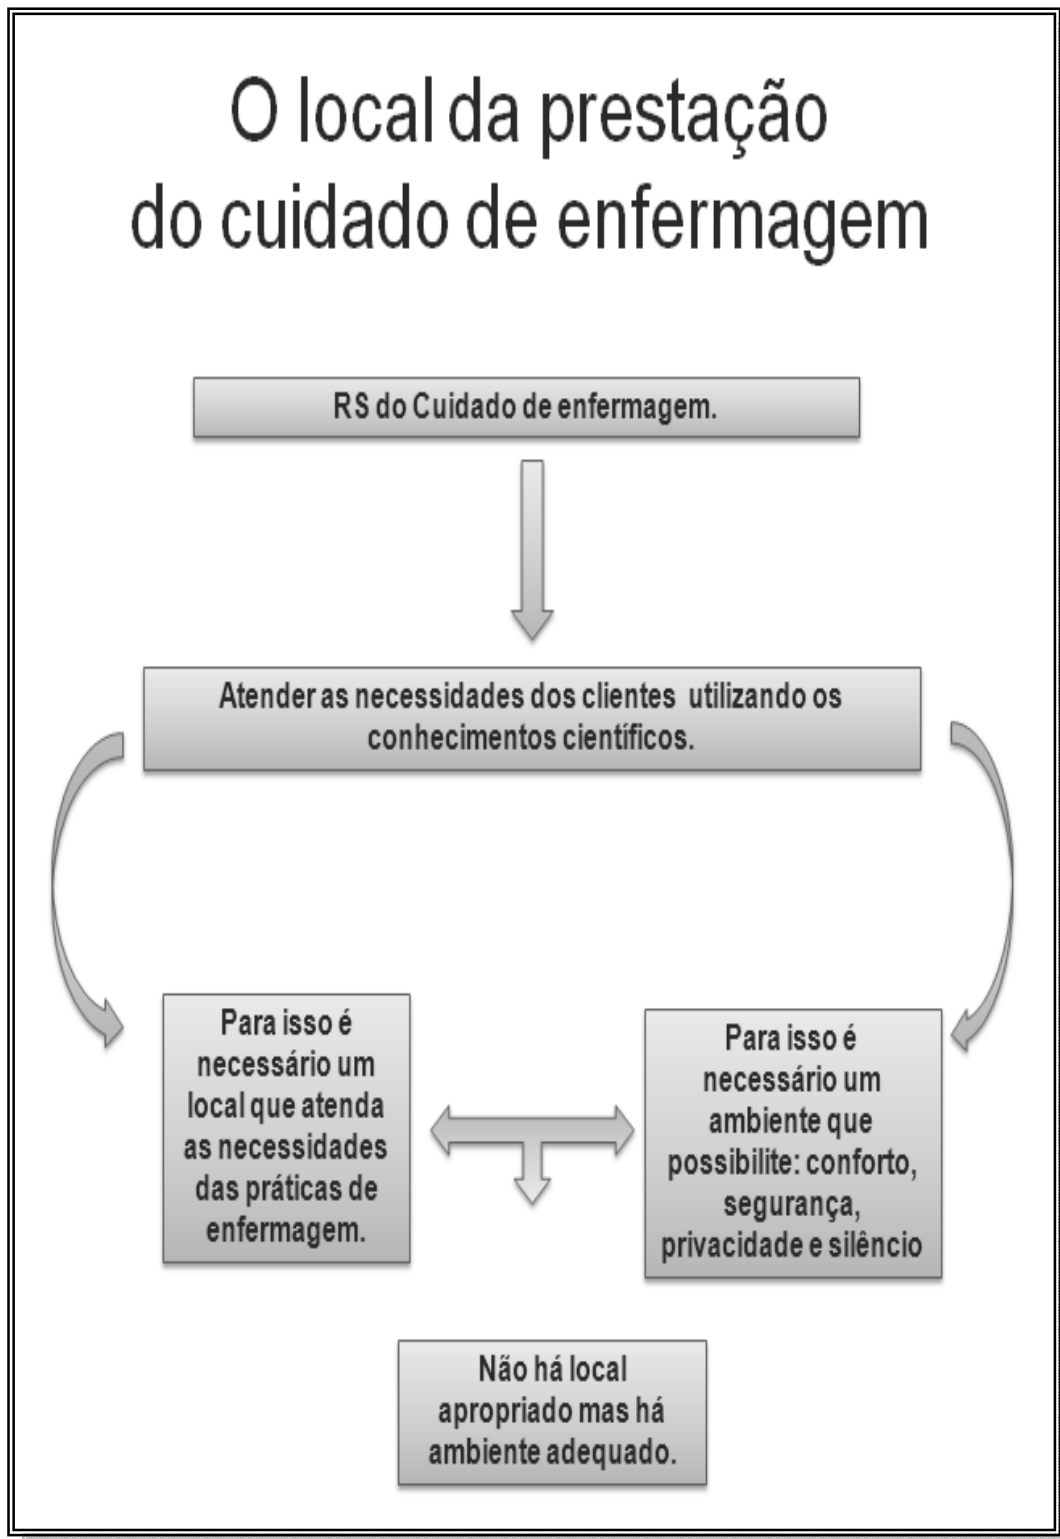 O local da prestação
do cuidado de enfermagem
RS do Cuidado de enfermagem.
Atender as necessidades dos clientes utilizando os
conhecimentos científicos.
Para isso é
necessário um
local que atenda
as necessidades
das práticas de
enfermagem.
Para isso é
necessário um
ambiente que
possibilite: conforto,
segurança,
privacidade e silêncio
Não há local
apropriado mas há
ambiente adequado.